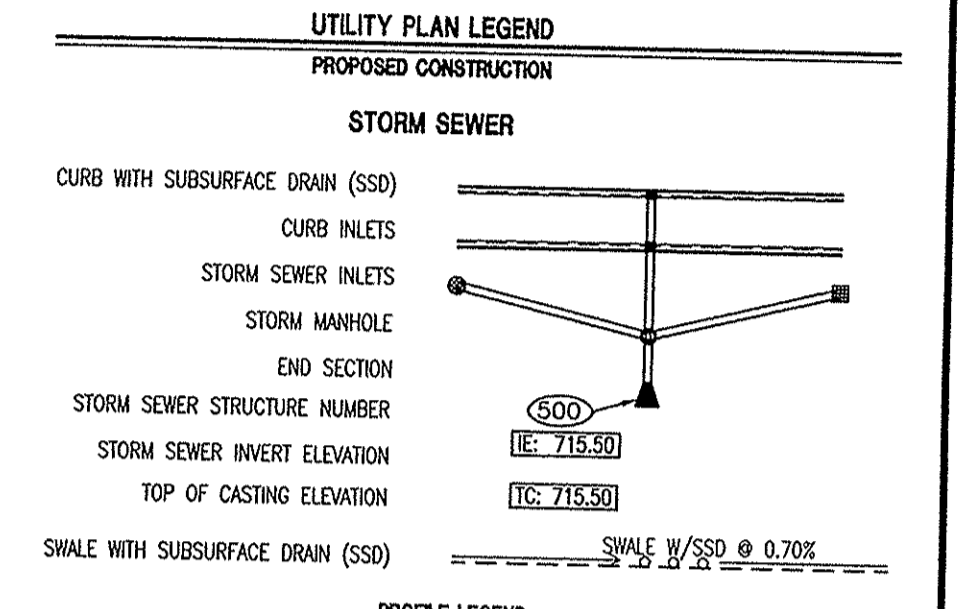 UTILITY PLAN LEGEND
PROPOSED CONSTRUCTION
STORM SEWER
CURB WITH SUBSURFACE DRAIN (SSD)
CURB INLETS
STORM SEWER INLETS
STORM MANHOLE
END SECTION
STORM SEWER STRUCTURE NUMBER
500
STORM SEWER INVERT ELEVATION
IE: 715.50
TOP OF CASTING ELEVATION
TC: 715.50
SWALE WITH SUBSURFACE DRAIN (SSD)
SWALE W/SSD @ 0.70%
PROFILE LEGEND